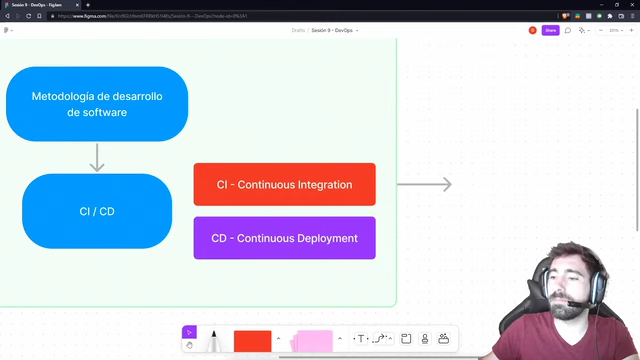 Sesión 9 - DevOps - FigJam
Drafts / Sesión 9 - DevOps
Share
Metodología de desarrollo
de software
CI / CD
CI - Continuous Integration
CD - Continuous Deployment